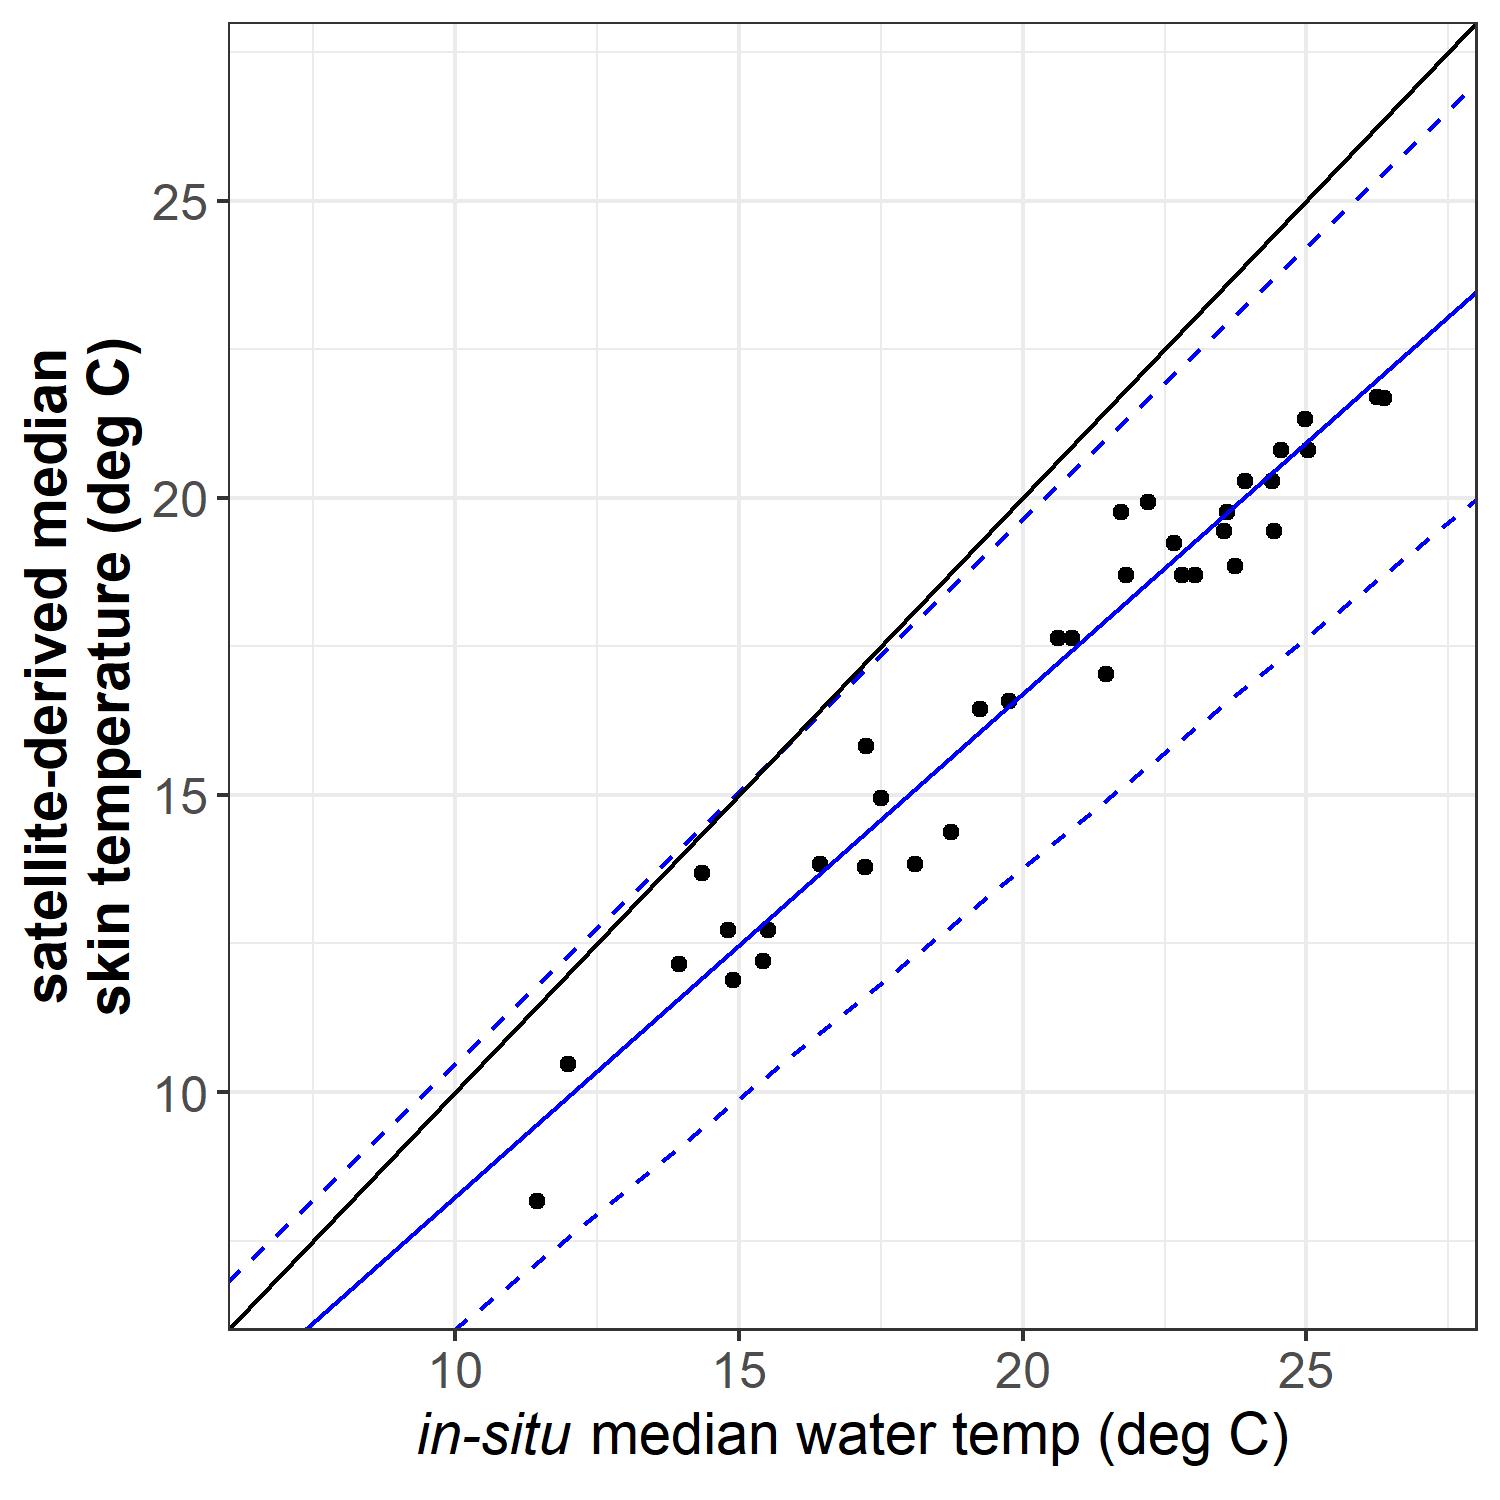 satellite-derived median
skin temperature (deg C)
25
20
15
10
10 15 20 25
in-situ median water temp (deg C)